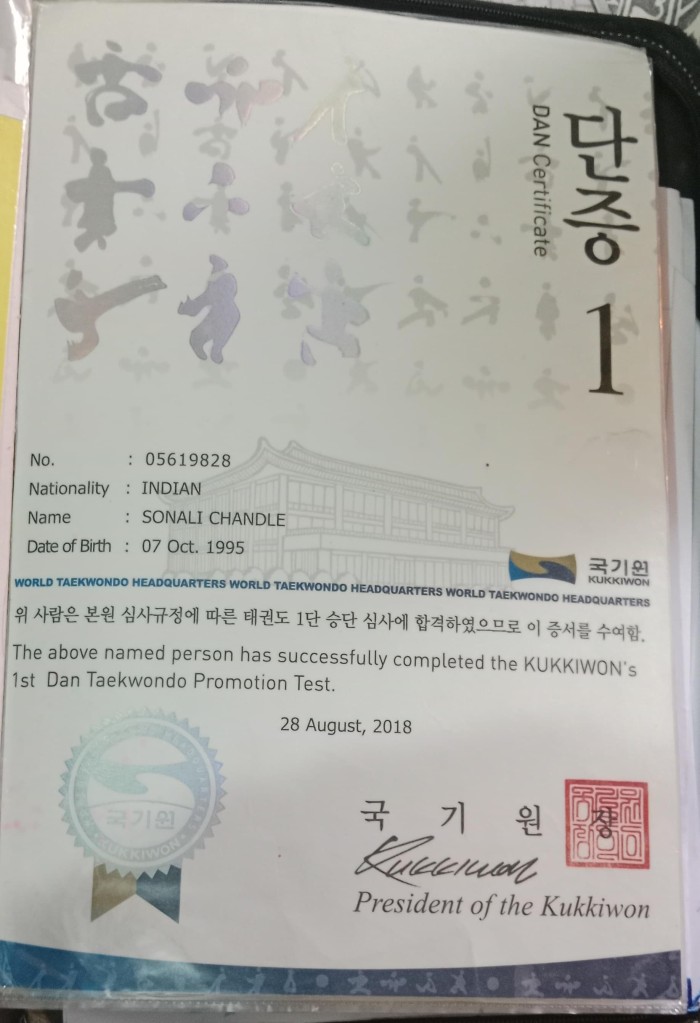 단증
DAN Certificate
1
No. : 05619828
Nationality : INDIAN
Name : SONALI CHANDLE
Date of Birth : 07 Oct. 1995
국기원
KUKKIWON
WORLD TAEKWONDO HEADQUARTERS WORLD TAEKWONDO HEADQUARTERS WORLD TAEKWONDO HEADQUARTERS
위 사람은 본원 심사규정에 따른 태권도 1단 승단 심사에 합격하였으므로 이 증서를 수여함.
The above named person has successfully completed the KUKKIWON's
1st Dan Taekwondo Promotion Test.
28 August, 2018
국기원
KUKKIWON
국 기 원 장
Kukkiwon
President of the Kukkiwon